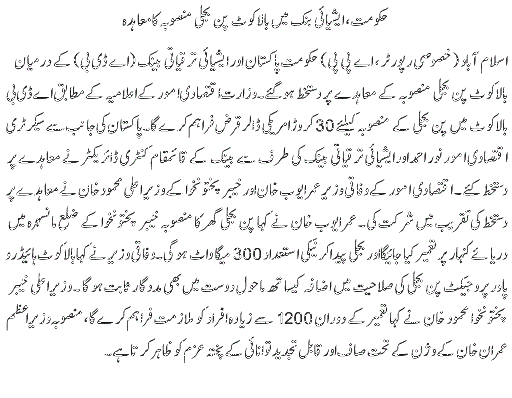 حکومت، ایشیائی بنک میں بالاکوٹ پن بجلی منصوبہ کا معاہدہ
اسلام آباد (خصوصی رپورٹر، اے پی پی) حکومت پاکستان اور ایشیائی ترقیاتی بینک (اے ڈی بی) کے درمیان
بالاکوٹ پن بجلی منصوبہ کے معاہدے پر دستخط ہوگئے۔ وزارت اقتصادی امور کے اعلامیہ کے مطابق اے ڈی بی
بالاکوٹ میں پن بجلی کے منصوبہ کیلئے 30 کروڑ امریکی ڈالر قرض فراہم کرے گا۔ پاکستان کی جانب سے سیکرٹری
اقتصادی امور نور احمد اور ایشیائی ترقیاتی بینک کی طرف سے بینک کے قائمقام کنٹری ڈائریکٹر نے معاہدے پر
دستخط کئے۔ اقتصادی امور کے وفاقی وزیر عمر ایوب خان اور خیبر پختونخوا کے وزیر اعلیٰ محمود خان نے معاہدے پر
دستخط کی تقریب میں شرکت کی۔ عمر ایوب خان نے کہا پن بجلی گھر کا منصوبہ خیبر پختونخوا کے ضلع مانسہرہ میں
دریائے کنہار پر تعمیر کیا جائیگا اور بجلی پیدا کرنیکی استعداد 300 میگاواٹ ہو گی۔ وفاقی وزیر نے کہا بالاکوٹ ہائیڈرو
پاور پروجیکٹ پن بجلی کی صلاحیت میں اضافہ کیساتھ ماحول دوست میں بھی مددگار ثابت ہو گا۔ وزیر اعلیٰ خیبر
پختونخوا محمود خان نے کہا تعمیر کے دوران 1200 سے زیادہ افراد کو ملازمت فراہم کرے گا، منصوبہ وزیر اعظم
عمران خان کے وژن کے تحت صاف اور قابل تجدید توانائی کے پختہ عزم کو ظاہر کرتا ہے۔